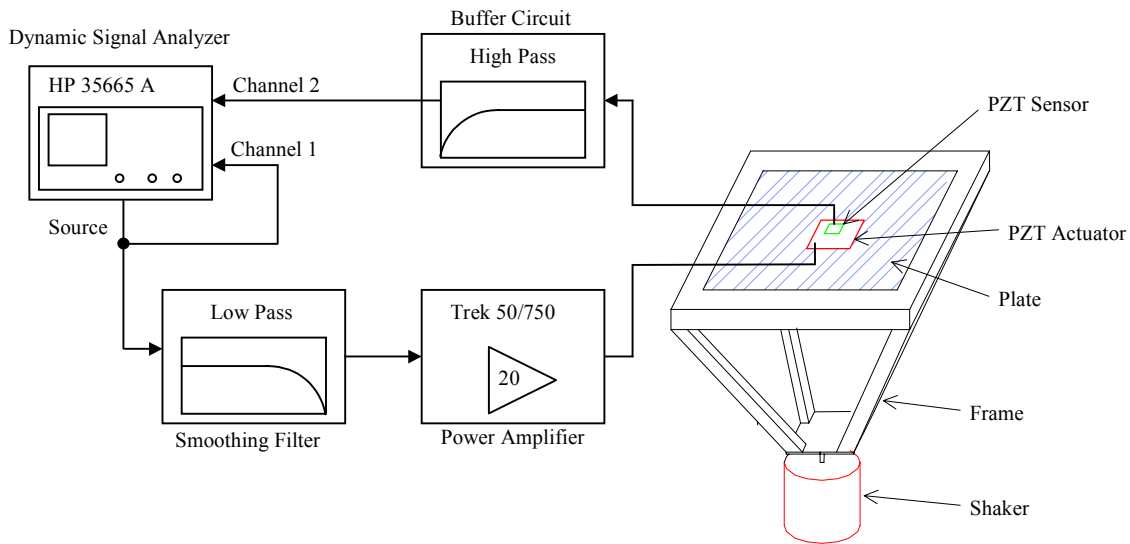 Buffer Circuit
Dynamic Signal Analyzer
High Pass
HP 35665 A
Channel 2
Channel 1
Source
PZT Sensor
PZT Actuator
Plate
Low Pass
Trek 50/750
20
Smoothing Filter
Power Amplifier
Frame
Shaker